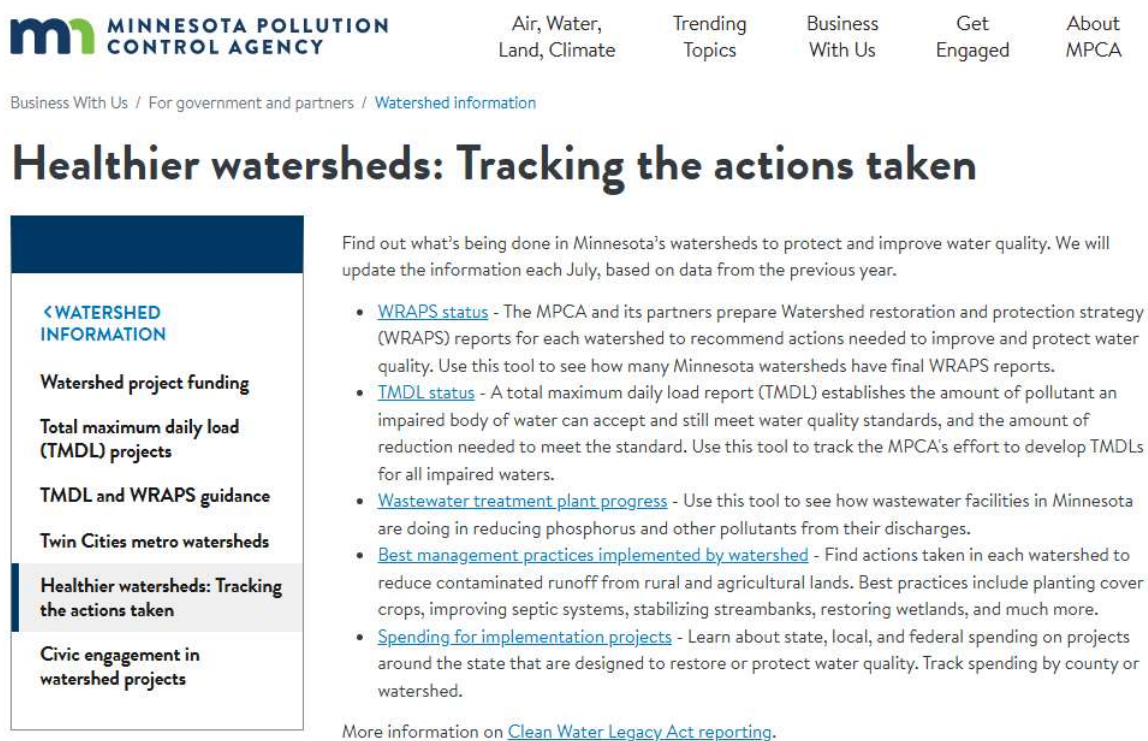 MINNESOTA POLLUTION
CONTROL AGENCY
Air, Water,
Land, Climate
Trending
Topics
Business
With Us
Get
Engaged
About
MPCA
Business With Us / For government and partners / Watershed information
Healthier watersheds: Tracking the actions taken
<WATERSHED
INFORMATION
Watershed project funding
Total maximum daily load
(TMDL) projects
TMDL and WRAPS guidance
Twin Cities metro watersheds
Healthier watersheds: Tracking
the actions taken
Civic engagement in
watershed projects
Find out what's being done in Minnesota's watersheds to protect and improve water quality. We will
update the information each July, based on data from the previous year.
• WRAPS status - The MPCA and its partners prepare Watershed restoration and protection strategy
(WRAPS) reports for each watershed to recommend actions needed to improve and protect water
quality. Use this tool to see how many Minnesota watersheds have final WRAPS reports.
• TMDL status - A total maximum daily load report (TMDL) establishes the amount of pollutant an
impaired body of water can accept and still meet water quality standards, and the amount of
reduction needed to meet the standard. Use this tool to track the MPCA's effort to develop TMDLs
for all impaired waters.
• Wastewater treatment plant progress - Use this tool to see how wastewater facilities in Minnesota
are doing in reducing phosphorus and other pollutants from their discharges.
• Best management practices implemented by watershed - Find actions taken in each watershed to
reduce contaminated runoff from rural and agricultural lands. Best practices include planting cover
crops, improving septic systems, stabilizing streambanks, restoring wetlands, and much more.
• Spending for implementation projects - Learn about state, local, and federal spending on projects
around the state that are designed to restore or protect water quality. Track spending by county or
watershed.
More information on Clean Water Legacy Act reporting.